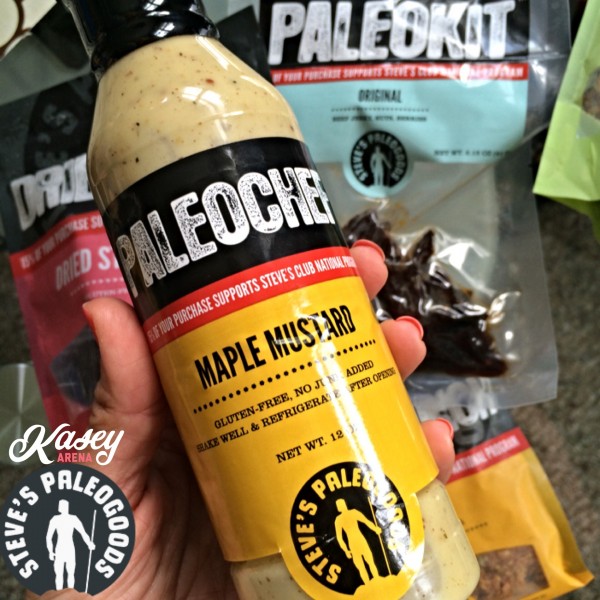 PALEOKIT
OF YOUR PURCHASE SUPPORTS STEVE'S CLUB
ORIGINAL
STEVE'S PALEOGOODS
DRIED
PALEOCHEF
OF YOUR PURCHASE SUPPORTS STEVE'S CLUB NATIONAL
MAPLE MUSTARD
GLUTEN-FREE, NO JUNK ADDED
SHAKE WELL & REFRIGERATE AFTER OPENING
NET WT. 12
STEVE'S PALEOGOODS
NATIONAL PROGRAM
Kasey
ARENA
STEVE'S PALEOGOODS